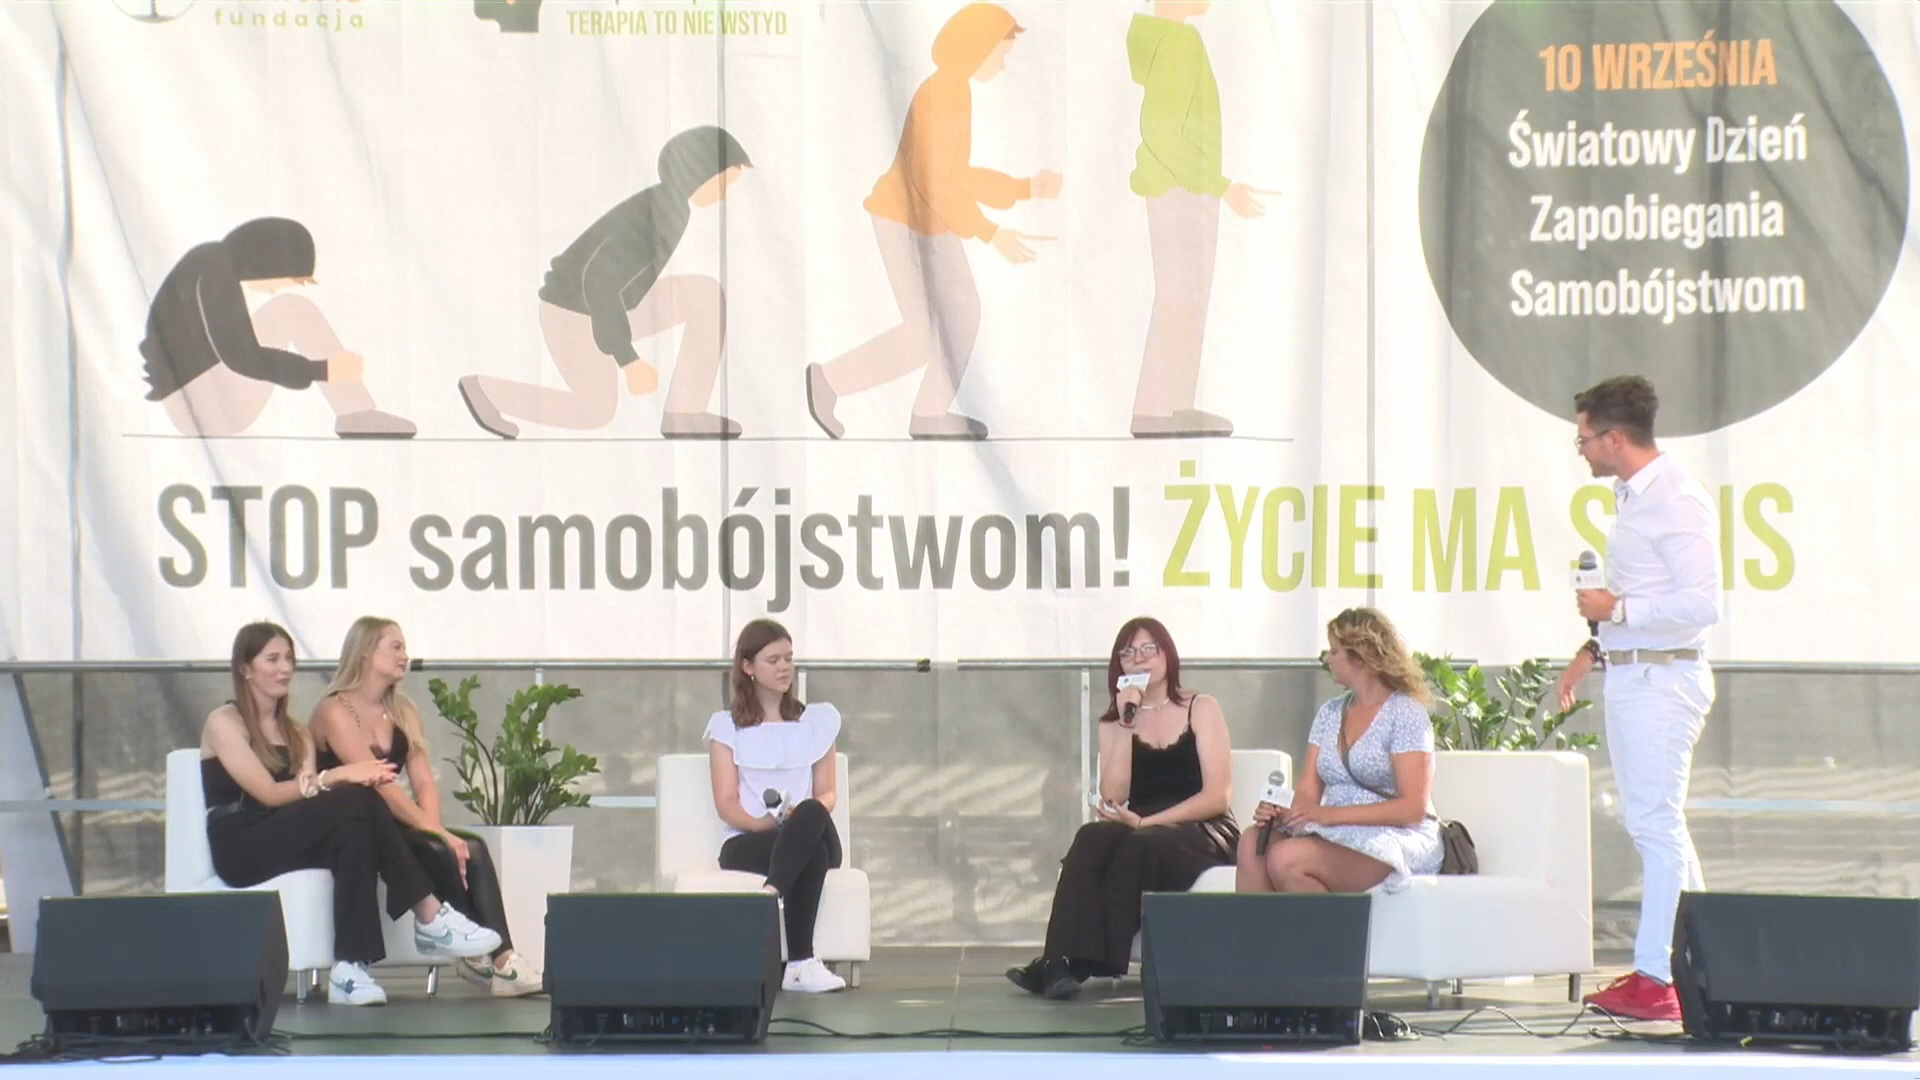 fundacja
TERAPIA TO NIE WSTYD
10 WRZEŚNIA
Światowy Dzień
Zapobiegania
Samobójstwom
STOP samobójstwom! ŻYCIE MA